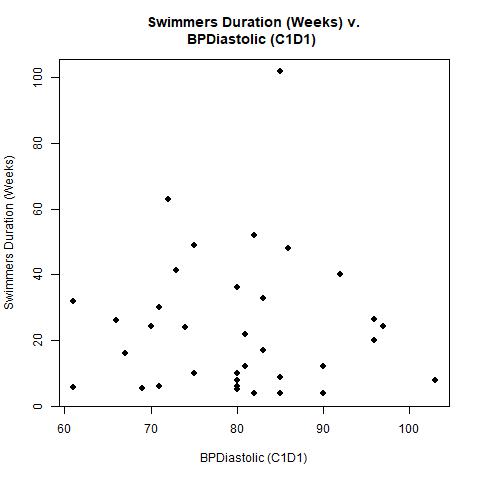 Swimmers Duration (Weeks) v.
BPDiastolic (C1D1)
Swimmers Duration (Weeks)
100
80
60
40
20
0
60 70 80 90 100
BPDiastolic (C1D1)